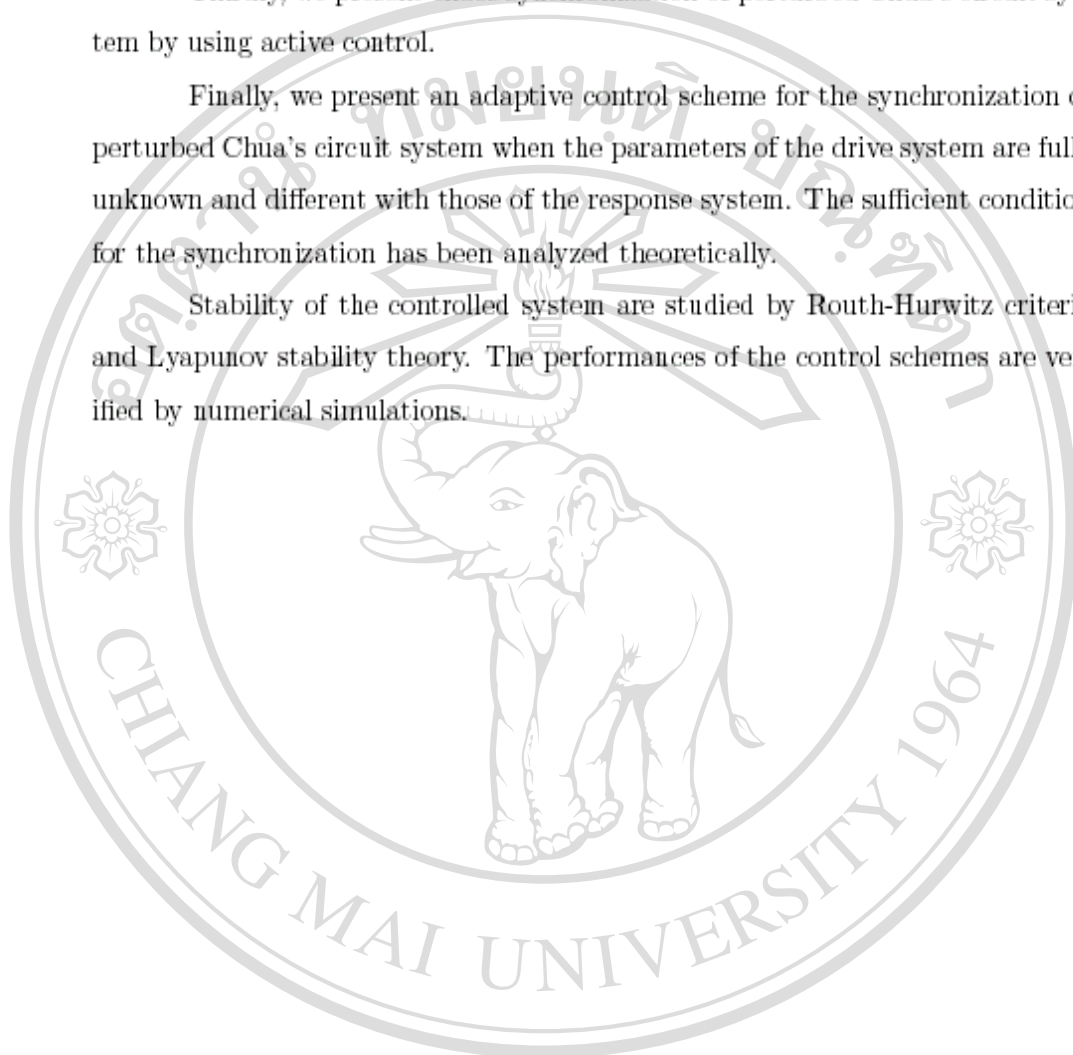 tem by using active control.
Finally, we present an adaptive control scheme for the synchronization
perturbed Chua's circuit system when the parameters of the drive system are
unknown and different with those of the response system. The sufficient
for the synchronization has been analyzed theoretically.
Stability of the controlled system are studied by Routh-Hurwitz
and Lyapunov stability theory. The performances of the control schemes are ve
ified by numerical simulations.
CHIANG MAI UNIVERSITY 1964